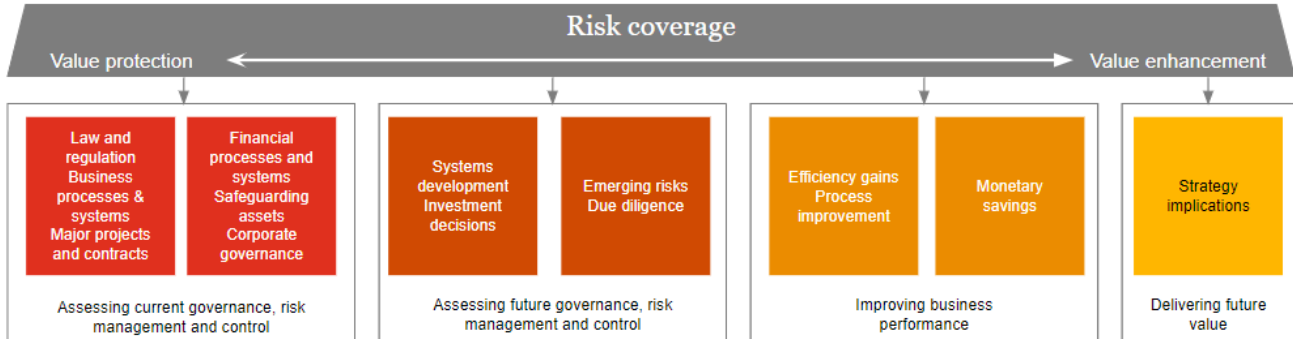 Risk coverage
Value protection
Value enhancement
Law and
regulation
Business
processes &
systems
Major projects
and contracts
Financial
processes and
systems
Safeguarding
assets
Corporate
governance
Assessing current governance, risk
management and control
Systems
development
Investment
decisions
Emerging risks
Due diligence
Assessing future governance, risk
management and control
Efficiency gains
Process
improvement
Monetary
savings
Improving business
performance
Strategy
implications
Delivering future
value